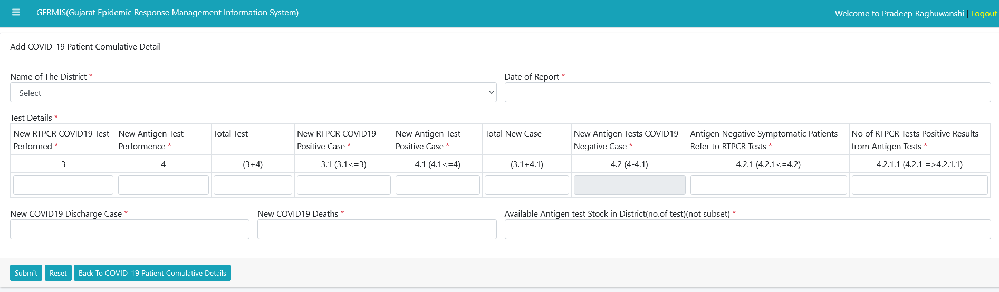 GERMIS(Gujarat Epidemic Response Management Information System)
Welcome to Pradeep Raghuwanshi | Logout
Add COVID-19 Patient Comulative Detail
Name of The District *
Date of Report *
Select
Test Details *
New RTPCR COVID19 Test Performed *
New Antigen Test Performence *
Total Test
New RTPCR COVID19 Positive Case *
New Antigen Test Positive Case *
Total New Case
New Antigen Tests COVID19 Negative Case *
Antigen Negative Symptomatic Patients Refer to RTPCR Tests *
No of RTPCR Tests Positive Results from Antigen Tests *
3
4
(3+4)
3.1 (3.1<=3)
4.1 (4.1<=4)
(3.1+4.1)
4.2 (4-4.1)
4.2.1 (4.2.1<=4.2)
4.2.1.1 (4.2.1 =>4.2.1.1)
New COVID19 Discharge Case *
New COVID19 Deaths *
Available Antigen test Stock in District(no.of test)(not subset) *
Submit
Reset
Back To COVID-19 Patient Comulative Details